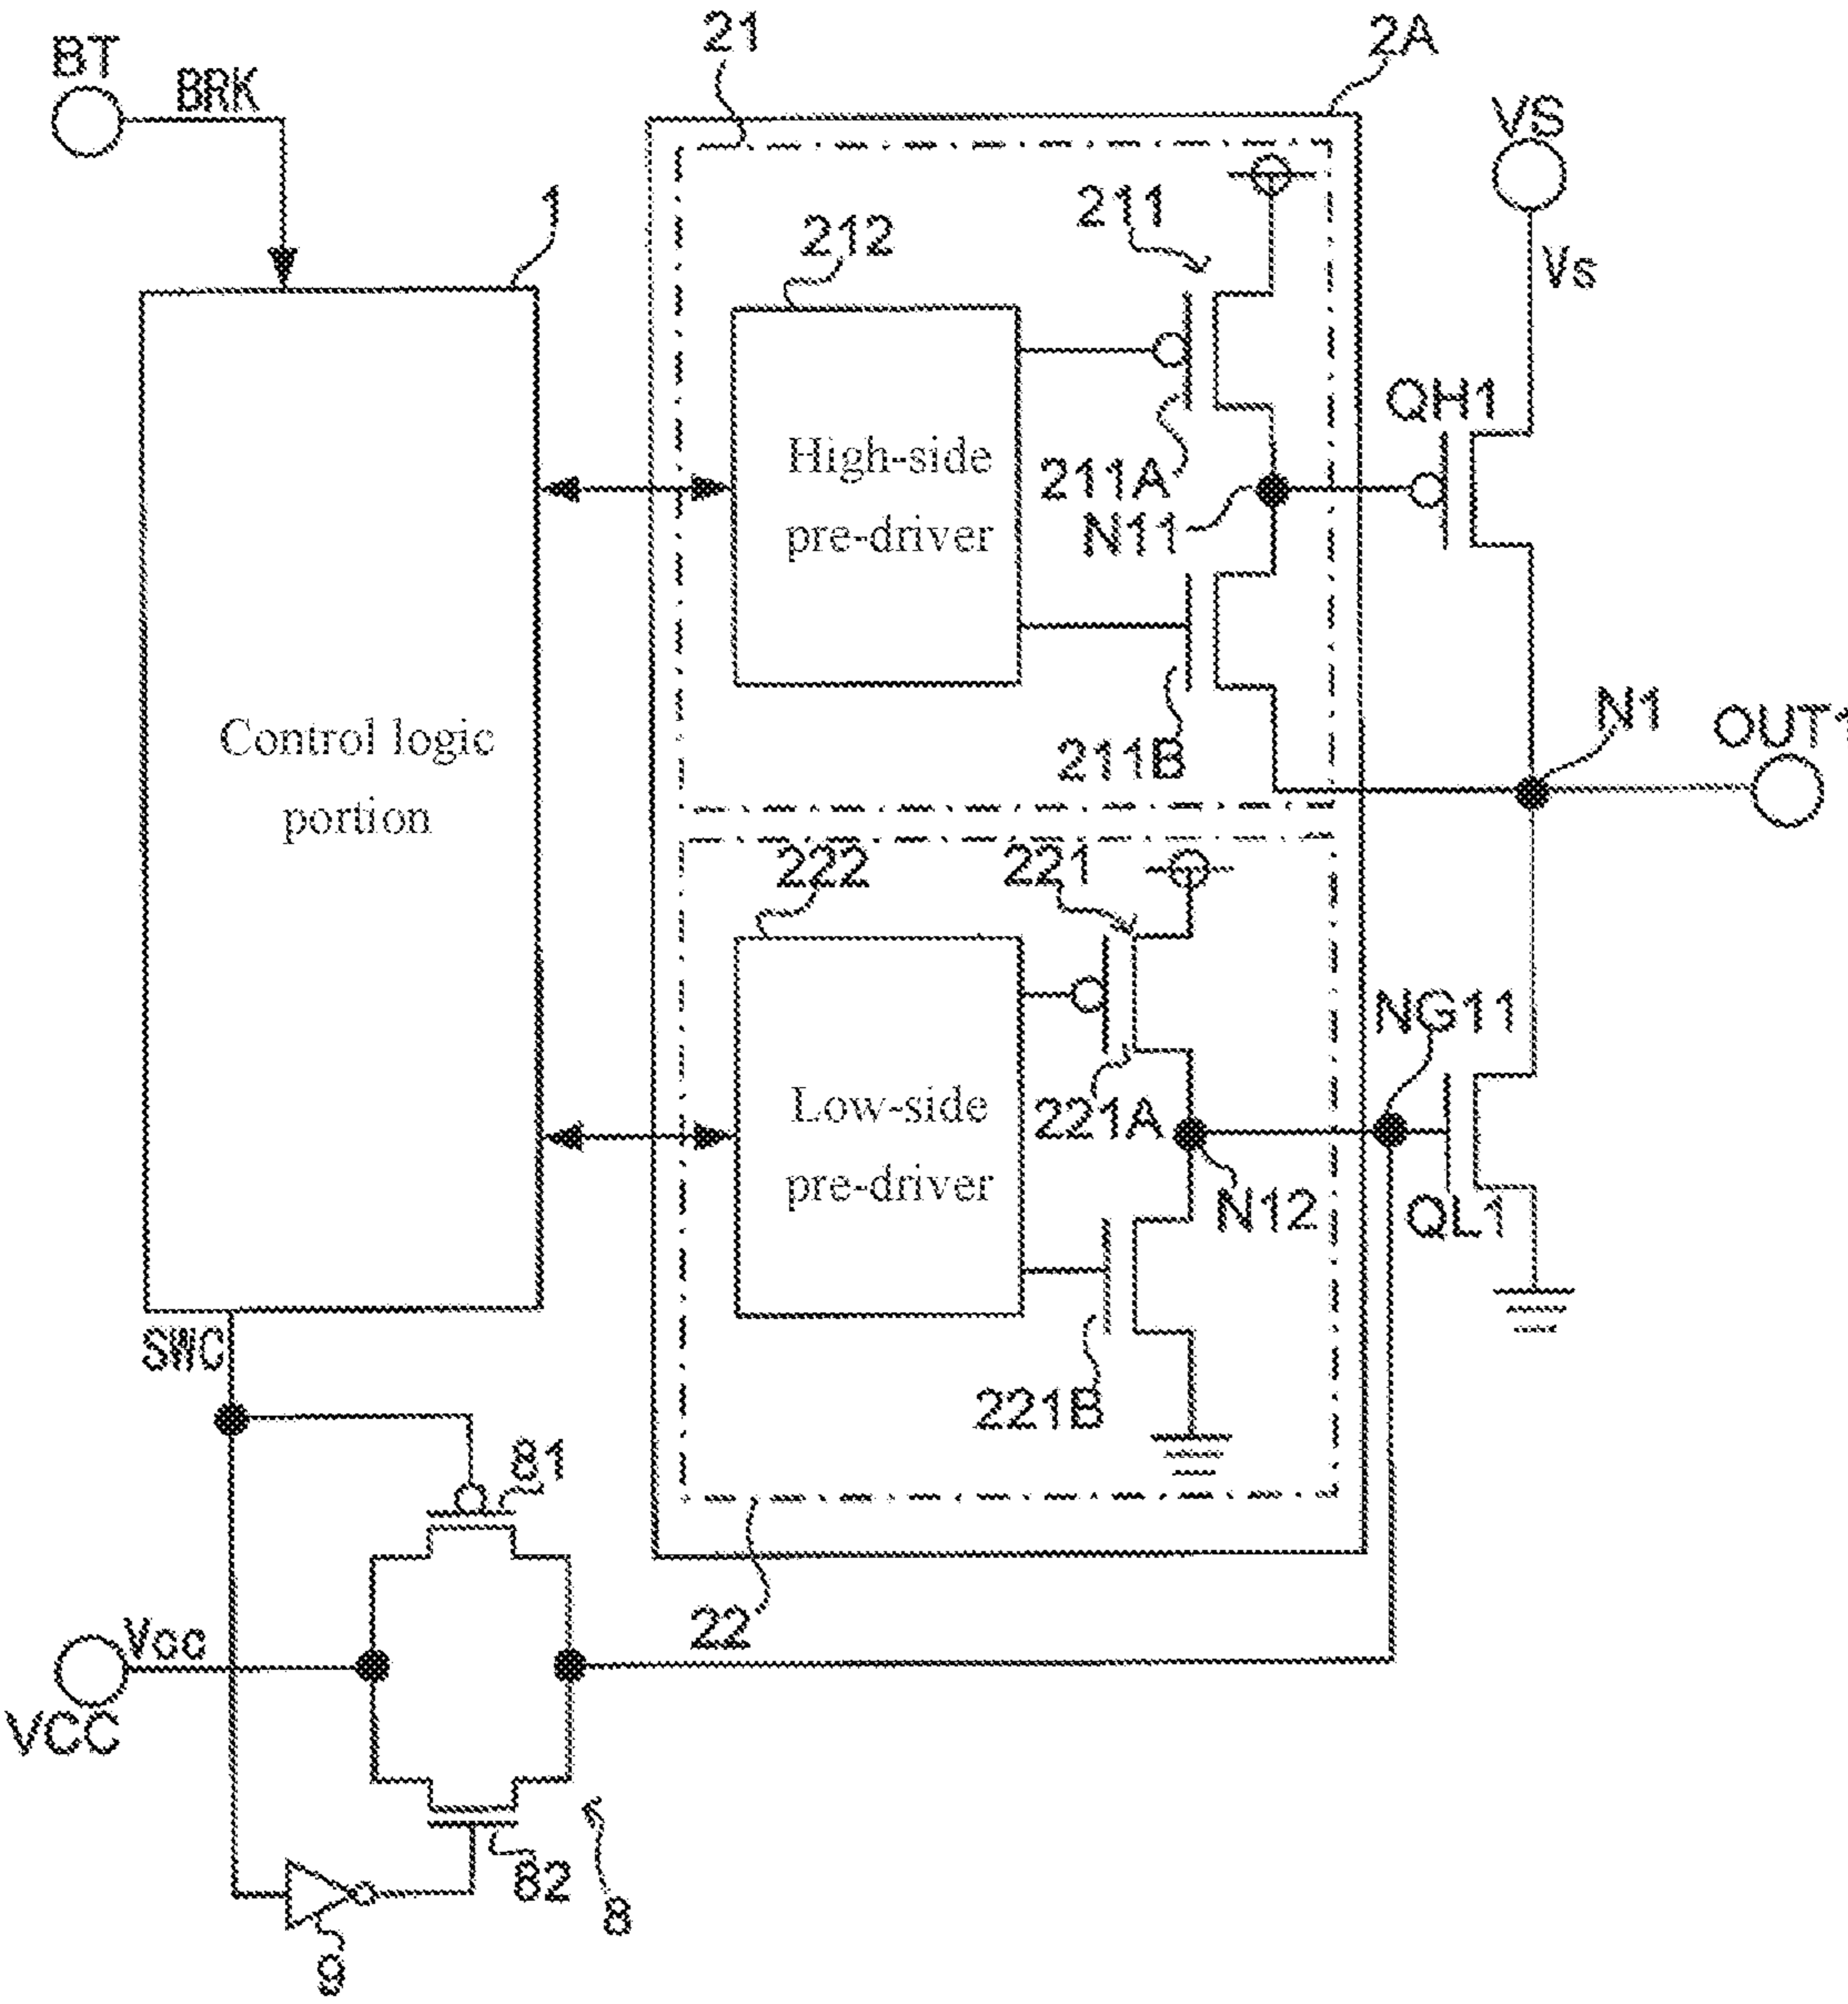 21
2A
BT
BRK
VS
1
212
211
Vs
QH1
High-side
pre-driver
211A
N11
Control logic
portion
211B
N1
OUT1
222
221
NG11
Low-side
pre-driver
221A
N12
QL1
SWC
221B
81
22
Vcc
VCC
82
8
9